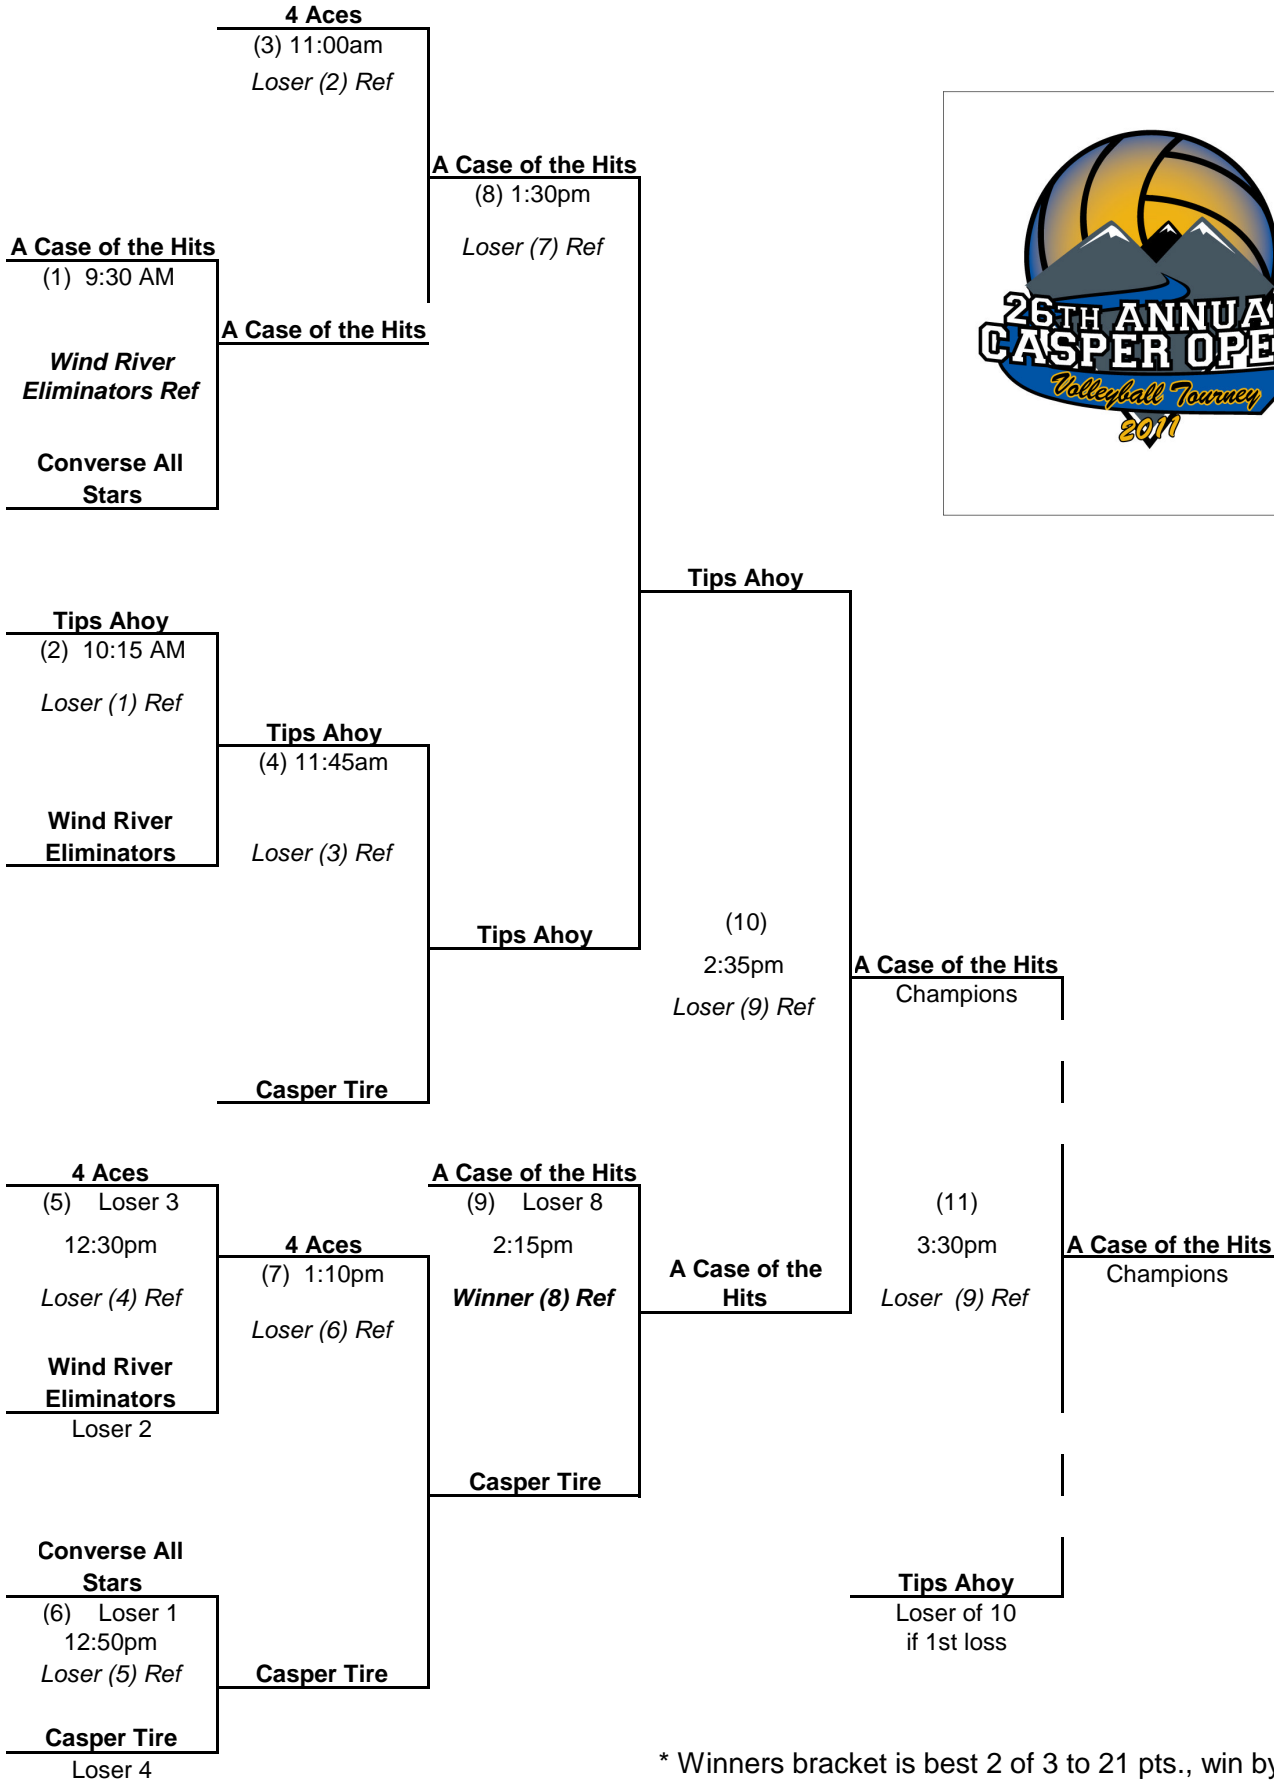 4 Aces
(3) 11:00am
Loser (2) Ref
A Case of the Hits
(8) 1:30pm
Loser (7) Ref
A Case of the Hits
(1) 9:30 AM
Wind River
Eliminators Ref
A Case of the Hits
Converse All
Stars
26TH ANNUA
CASPER OPE
Volleyball Tourney
2011
Tips Ahoy
Tips Ahoy
(2) 10:15 AM
Loser (1) Ref
Tips Ahoy
(4) 11:45am
Wind River
Eliminators
Loser (3) Ref
Tips Ahoy
(10)
2:35pm
Loser (9) Ref
A Case of the Hits
Champions
Casper Tire
4 Aces
(5) Loser 3
12:30pm
Loser (4) Ref
4 Aces
(7) 1:10pm
Loser (6) Ref
Wind River
Eliminators
Loser 2
A Case of the Hits
(9) Loser 8
2:15pm
Winner (8) Ref
A Case of the
Hits
(11)
3:30pm
Loser (9) Ref
A Case of the Hits
Champions
Casper Tire
Converse All
Stars
(6) Loser 1
12:50pm
Loser (5) Ref
Casper Tire
Casper Tire
Loser 4
Tips Ahoy
Loser of 10
if 1st loss
* Winners bracket is best 2 of 3 to 21 pts., win by